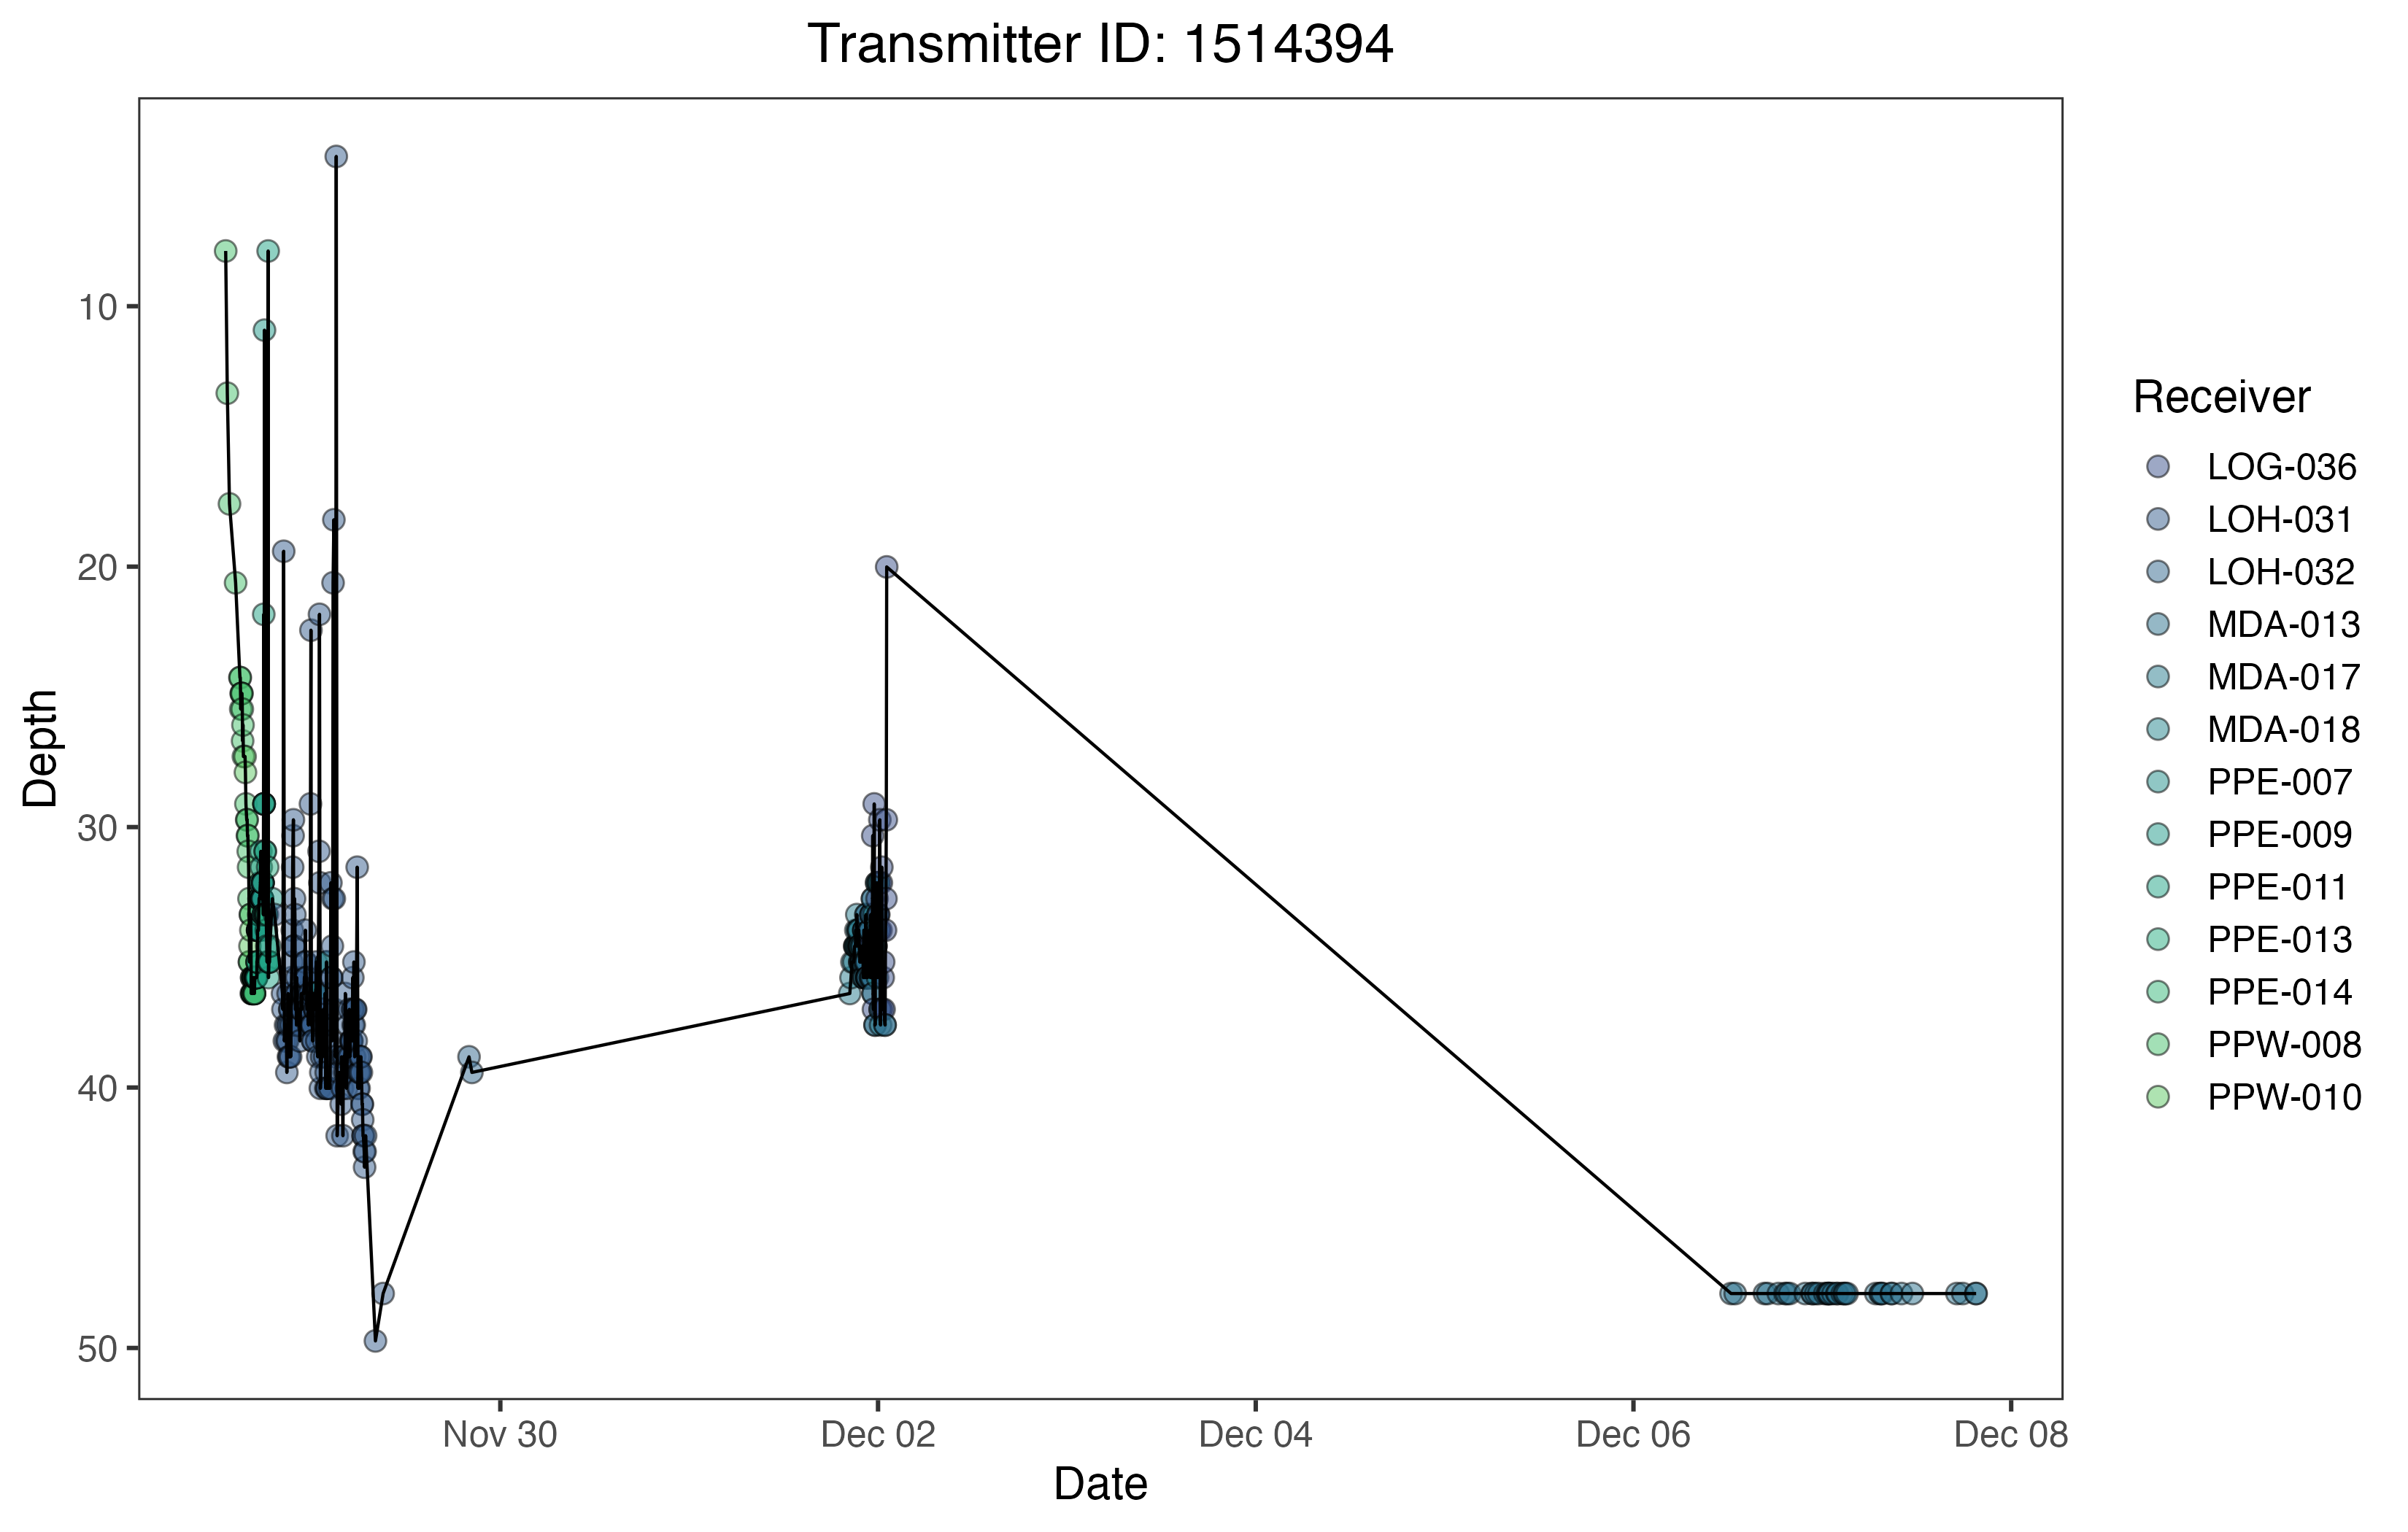 Transmitter ID: 1514394
Depth
10
20
30
40
50
Nov 30
Dec 02
Dec 04
Dec 06
Dec 08
Date
Receiver
LOG-036
LOH-031
LOH-032
MDA-013
MDA-017
MDA-018
PPE-007
PPE-009
PPE-011
PPE-013
PPE-014
PPW-008
PPW-010